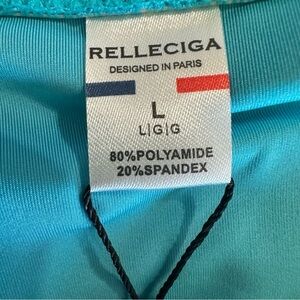 RELLECIGA
DESIGNED IN PARIS
L
L|G|G
80%POLYAMIDE
20%SPANDEX